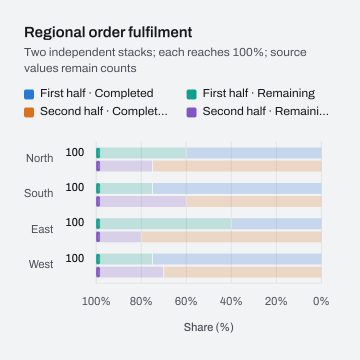 Regional order fulfilment
Two independent stacks; each reaches 100%; source
values remain counts
First half · Completed
First half · Remaining
Second half · Complet...
Second half · Remaini...
North 100
South 100
East 100
West 100
100% 80% 60% 40% 20% 0%
Share (%)